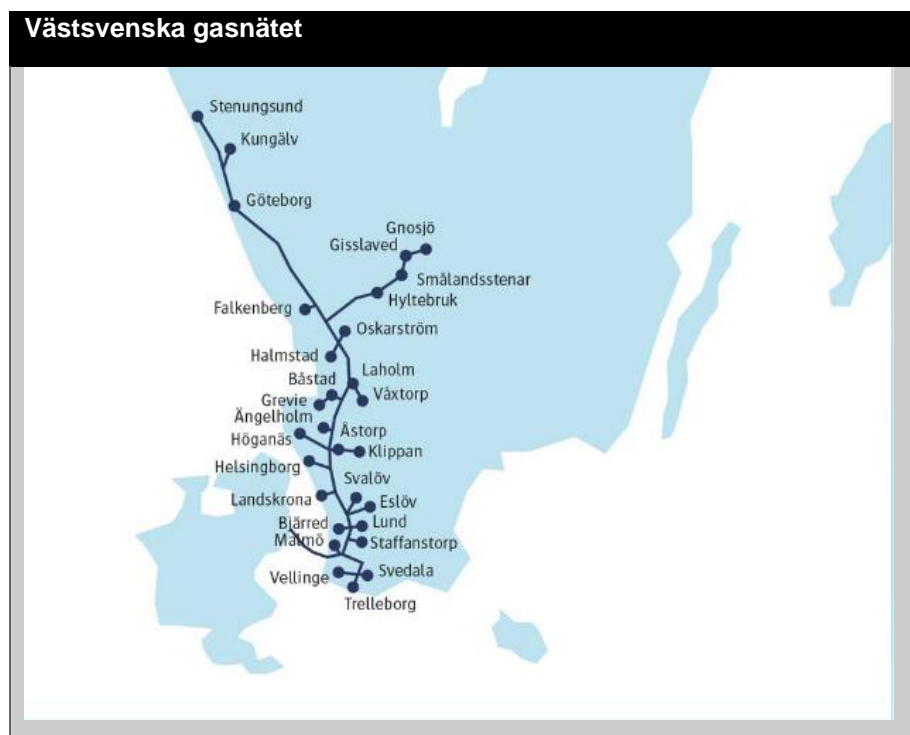 Västsvenska gasnätet
Stenungsund
Kungälv
Göteborg
Gnosjö
Gisslaved
Smålandsstenar
Hyltebruk
Falkenberg
Oskarström
Halmstad
Laholm
Båstad
Våxtorp
Grevie
Ängelholm
Åstorp
Höganäs
Klippan
Helsingborg
Svalöv
Landskrona
Eslöv
Bjärred
Lund
Malmö
Staffanstorp
Vellinge
Svedala
Trelleborg